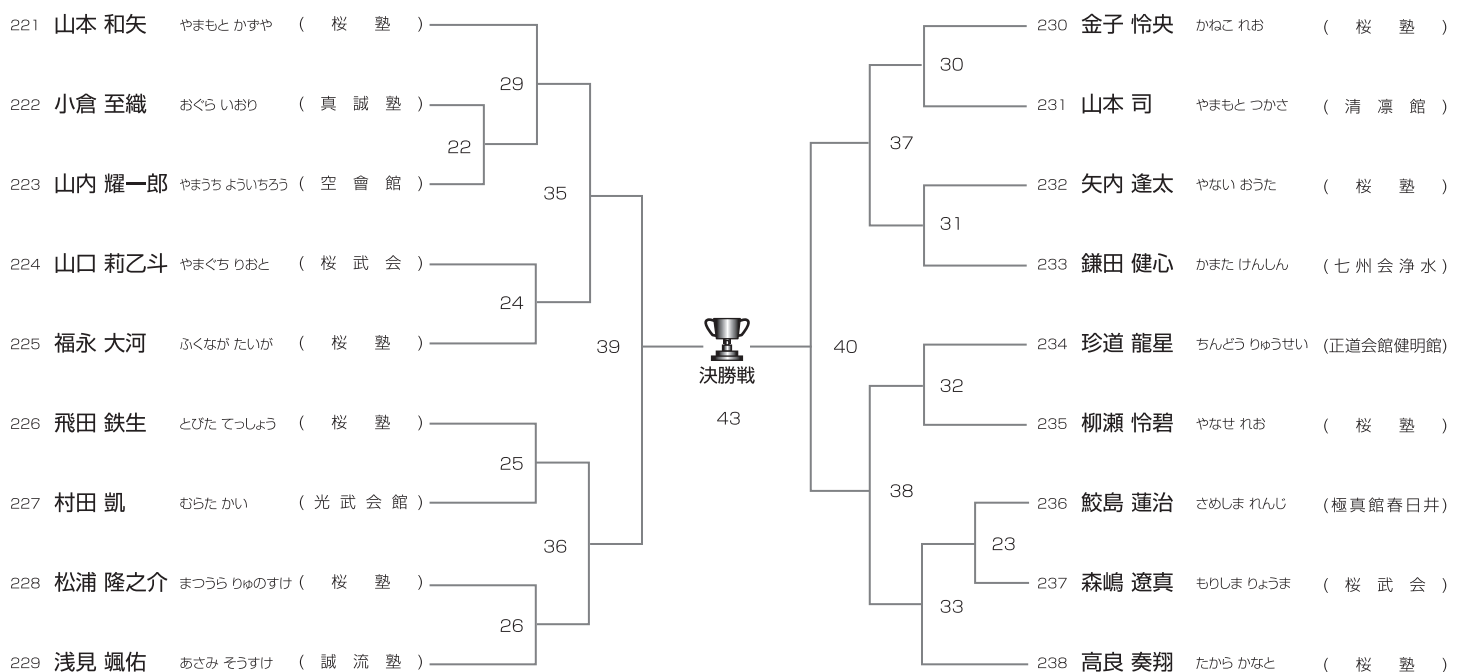 221 山本 和矢 やまもと かずや ( 桜 塾 )
29
222 小倉 至織 おぐら いおり ( 真 誠 塾 )
22
223 山内 耀一郎 やまうち よういちろう ( 空 會 館 )
35
224 山口 莉乙斗 やまぐち りおと ( 桜 武 会 )
24
225 福永 大河 ふくなが たいが ( 桜 塾 )
39
226 飛田 鉄生 とびた てっしょう ( 桜 塾 )
25
227 村田 凱 むらた かい ( 光 武 会 館 )
36
228 松浦 隆之介 まつうら りゅのすけ ( 桜 塾 )
26
229 浅見 颯佑 あさみ そうすけ ( 誠 流 塾 )
決勝戦
43
230 金子 怜央 かねこ れお ( 桜 塾 )
30
231 山本 司 やまもと つかさ ( 清 凛 館 )
37
232 矢内 逢太 やない おうた ( 桜 塾 )
31
233 鎌田 健心 かまた けんしん ( 七 州 会 浄 水 )
40
234 珍道 龍星 ちんどう りゅうせい (正道会館健明館)
32
235 柳瀬 怜碧 やなせ れお ( 桜 塾 )
38
236 鮫島 蓮治 さめしま れんじ (極真館春日井)
23
237 森嶋 遼真 もりしま りょうま ( 桜 武 会 )
33
238 高良 奏翔 たから かなと ( 桜 塾 )